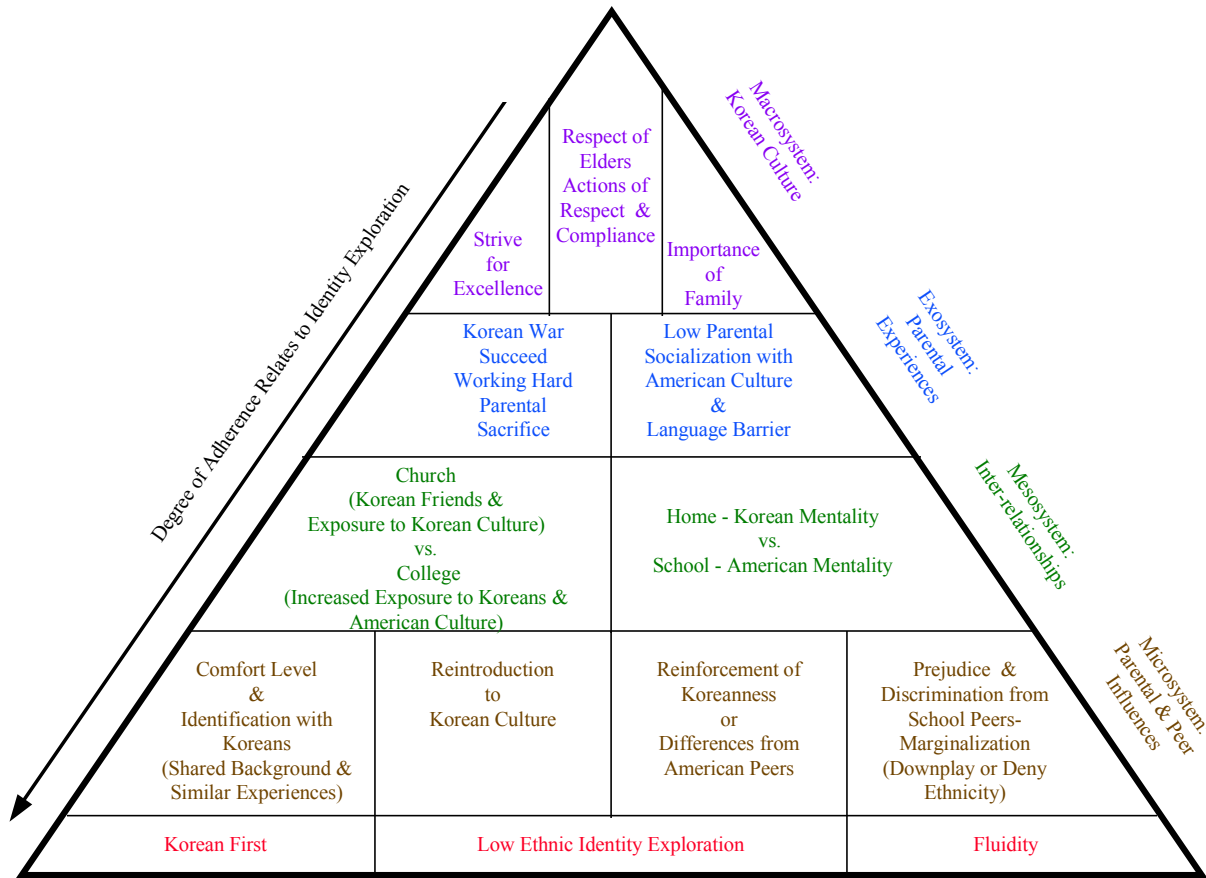 Degree of Adherence Relates to Identity Exploration
Macrosystem:
Korean Culture
Respect of
Elders
Actions of
Respect &
Compliance
Strive
for
Excellence
Importance
of
Family
Exosystem:
Parental
Experiences
Korean War
Succeed
Working Hard
Parental
Sacrifice
Low Parental
Socialization with
American Culture
&
Language Barrier
Mesosystem:
Inter-relationships
Church
(Korean Friends &
Exposure to Korean Culture)
vs.
College
(Increased Exposure to Koreans &
American Culture)
Home - Korean Mentality
vs.
School - American Mentality
Microsystem:
Parental & Peer
Influences
Comfort Level
&
Identification with
Koreans
(Shared Background &
Similar Experiences)
Reintroduction
to
Korean Culture
Reinforcement of
Koreanness
or
Differences from
American Peers
Prejudice &
Discrimination from
School Peers-
Marginalization
(Downplay or Deny
Ethnicity)
Korean First
Low Ethnic Identity Exploration
Fluidity